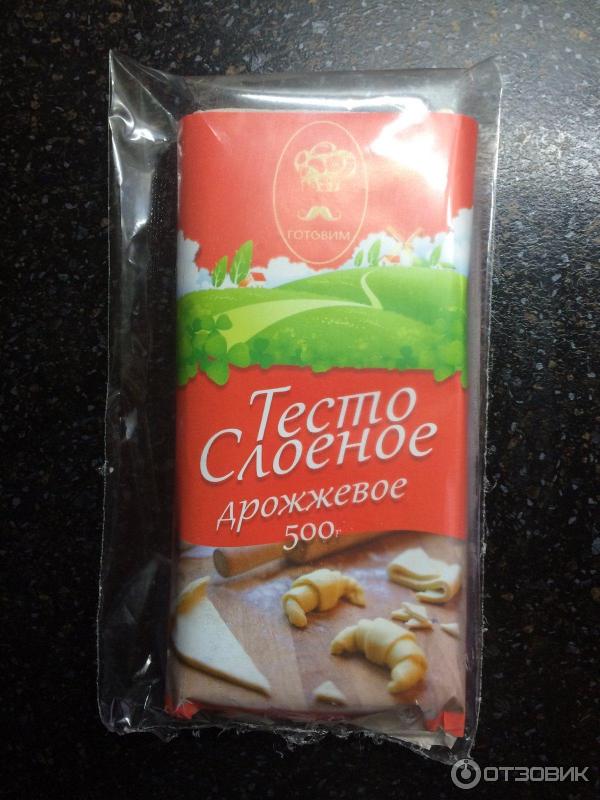 ГОТОВИМ
Тесто
Слоеное
дрожжевое
500г
ОТЗОВИК